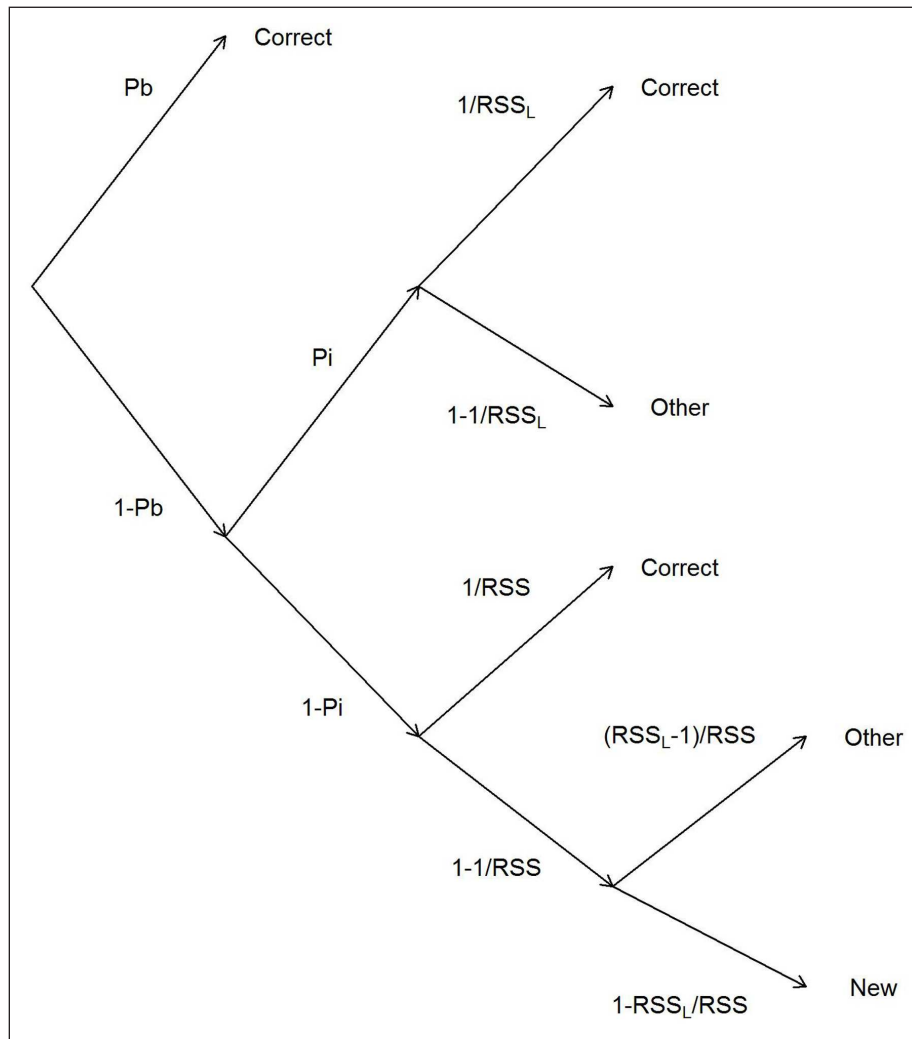 Correct
Pb
Correct
1/RSS_L
Pi
1-1/RSS_L
Other
1-Pb
Correct
1/RSS
1-Pi
(RSS_L-1)/RSS
Other
1-1/RSS
New
1-RSS_L/RSS